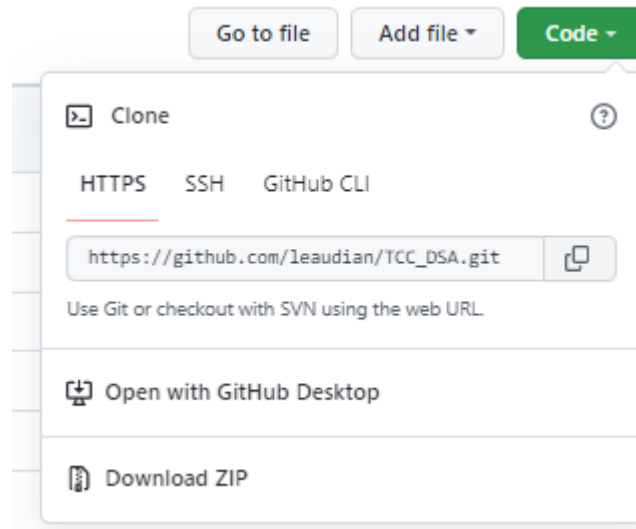 Go to file Add file Code
Clone
HTTPS SSH GitHub CLI
https://github.com/leaudian/TCC_DSA.git
Use Git or checkout with SVN using the web URL.
Open with GitHub Desktop
Download ZIP